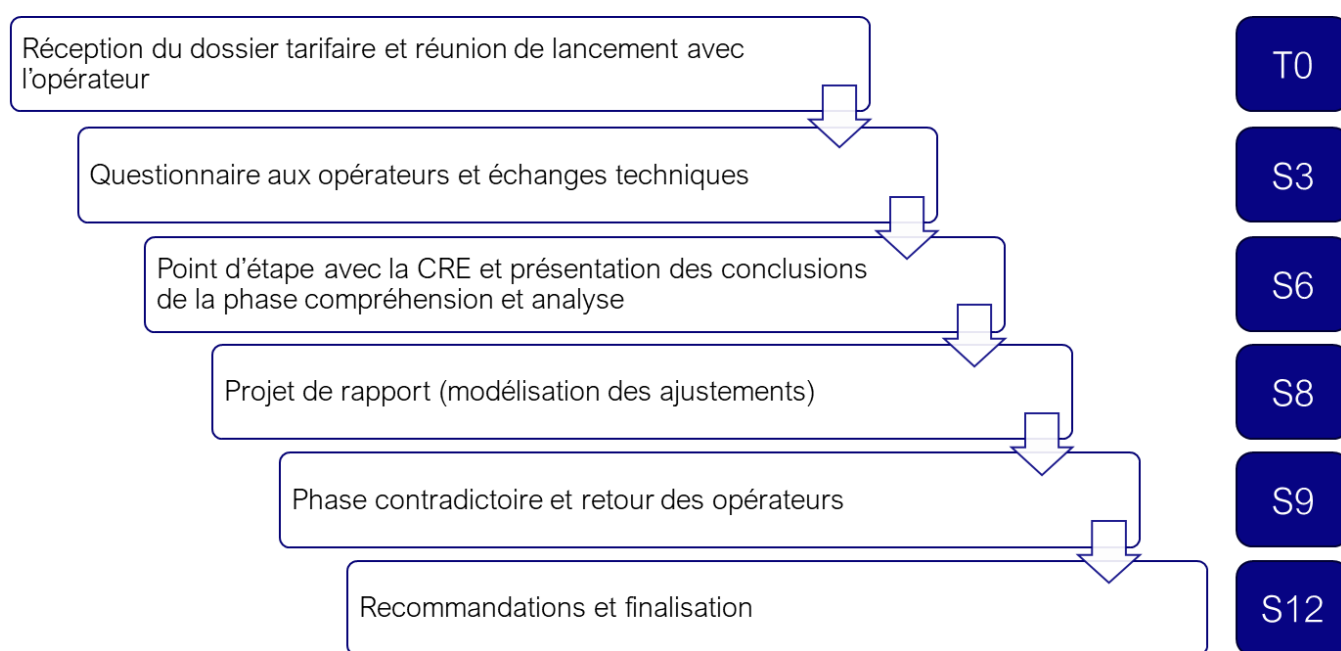 Réception du dossier tarifaire et réunion de lancement avec
l’opérateur
T0
Questionnaire aux opérateurs et échanges techniques
S3
Point d’étape avec la CRE et présentation des conclusions
de la phase compréhension et analyse
S6
Projet de rapport (modélisation des ajustements)
S8
Phase contradictoire et retour des opérateurs
S9
Recommandations et finalisation
S12